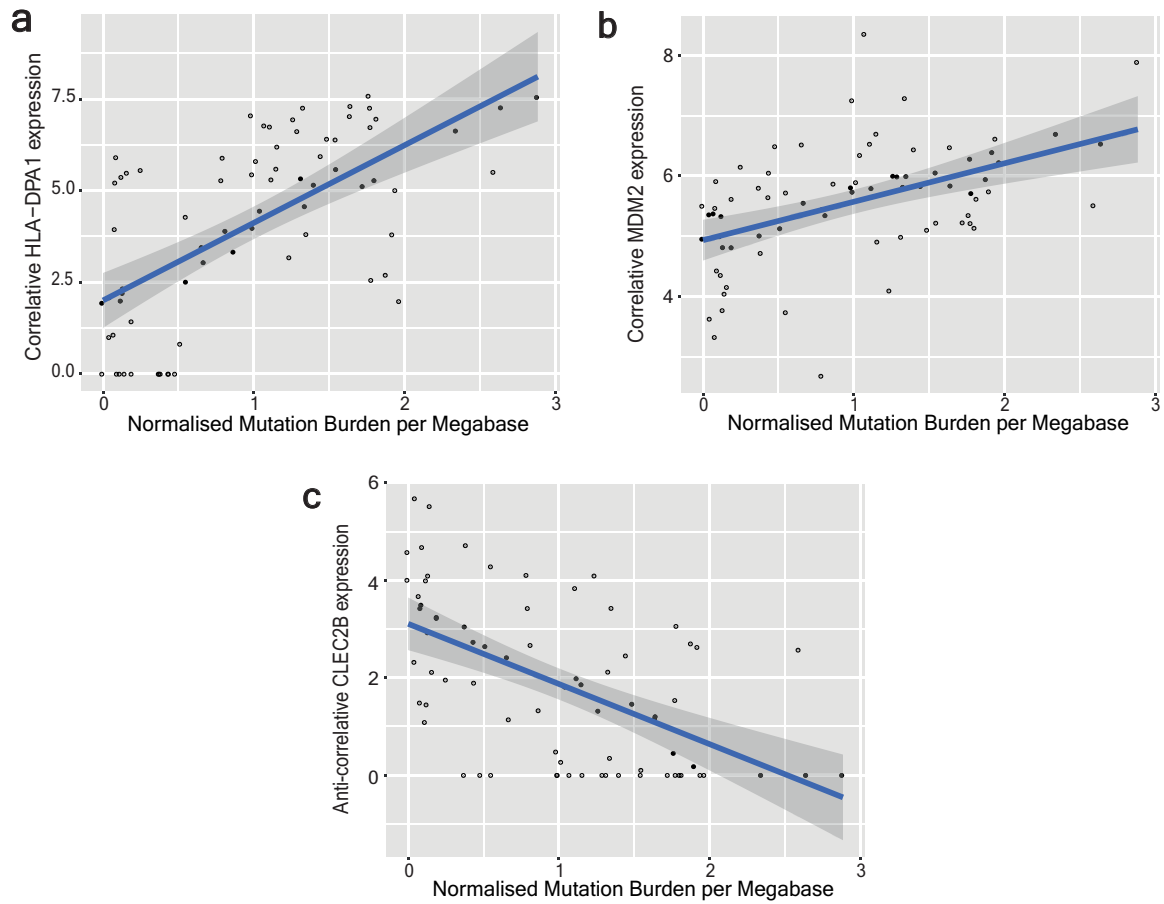 a
Correlative HLA−DPA1 expression
7.5
5.0
2.5
0.0
0 1 2 3
Normalised Mutation Burden per Megabase
b
Correlative MDM2 expression
8
6
4
0 1 2 3
Normalised Mutation Burden per Megabase
c
Anti-correlative CLEC2B expression
6
4
2
0
0 1 2 3
Normalised Mutation Burden per Megabase